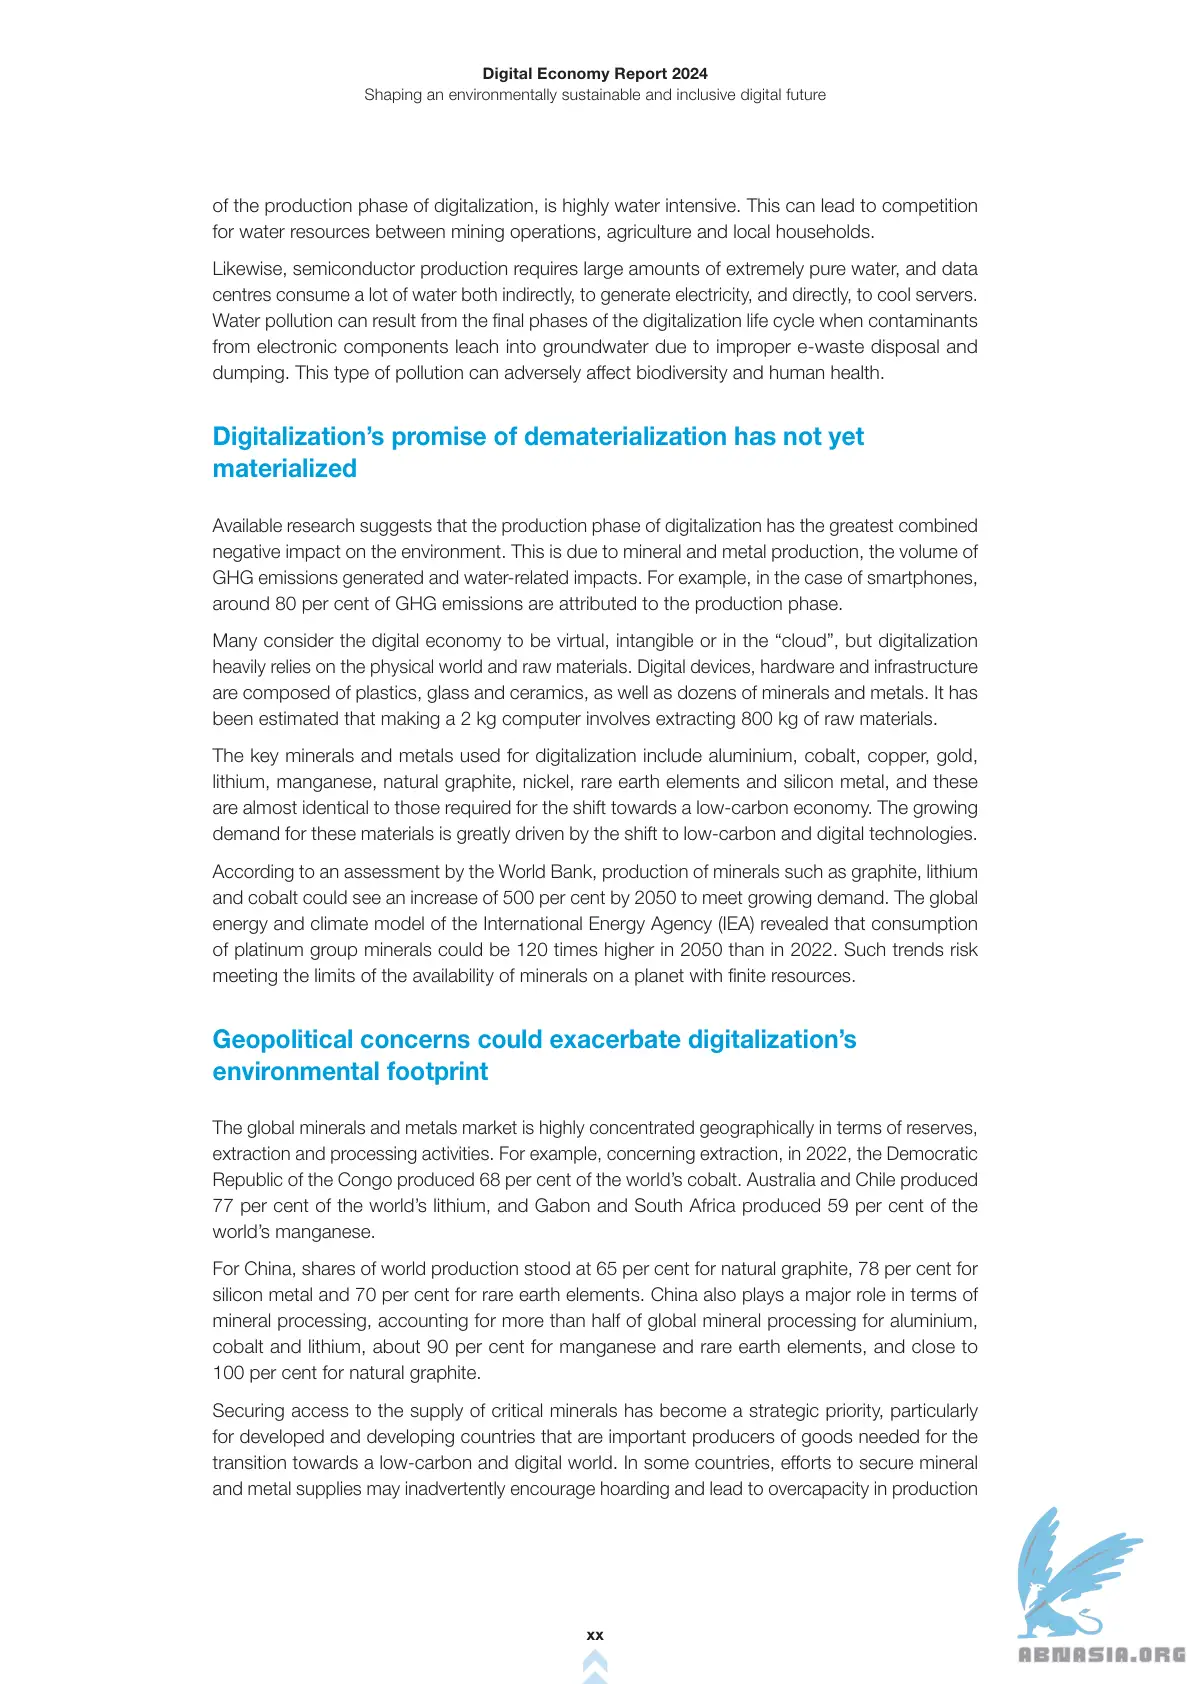 Digital Economy Report 2024
Shaping an environmentally sustainable and inclusive digital future
of the production phase of digitalization, is highly water intensive. This can lead to competition
for water resources between mining operations, agriculture and local households.
Likewise, semiconductor production requires large amounts of extremely pure water, and data
centres consume a lot of water both indirectly, to generate electricity, and directly, to cool servers.
Water pollution can result from the final phases of the digitalization life cycle when contaminants
from electronic components leach into groundwater due to improper e-waste disposal and
dumping. This type of pollution can adversely affect biodiversity and human health.
Digitalization’s promise of dematerialization has not yet
materialized
Available research suggests that the production phase of digitalization has the greatest combined
negative impact on the environment. This is due to mineral and metal production, the volume of
GHG emissions generated and water-related impacts. For example, in the case of smartphones,
around 80 per cent of GHG emissions are attributed to the production phase.
Many consider the digital economy to be virtual, intangible or in the “cloud”, but digitalization
heavily relies on the physical world and raw materials. Digital devices, hardware and infrastructure
are composed of plastics, glass and ceramics, as well as dozens of minerals and metals. It has
been estimated that making a 2 kg computer involves extracting 800 kg of raw materials.
The key minerals and metals used for digitalization include aluminium, cobalt, copper, gold,
lithium, manganese, natural graphite, nickel, rare earth elements and silicon metal, and these
are almost identical to those required for the shift towards a low-carbon economy. The growing
demand for these materials is greatly driven by the shift to low-carbon and digital technologies.
According to an assessment by the World Bank, production of minerals such as graphite, lithium
and cobalt could see an increase of 500 per cent by 2050 to meet growing demand. The global
energy and climate model of the International Energy Agency (IEA) revealed that consumption
of platinum group minerals could be 120 times higher in 2050 than in 2022. Such trends risk
meeting the limits of the availability of minerals on a planet with finite resources.
Geopolitical concerns could exacerbate digitalization’s
environmental footprint
The global minerals and metals market is highly concentrated geographically in terms of reserves,
extraction and processing activities. For example, concerning extraction, in 2022, the Democratic
Republic of the Congo produced 68 per cent of the world’s cobalt. Australia and Chile produced
77 per cent of the world’s lithium, and Gabon and South Africa produced 59 per cent of the
world’s manganese.
For China, shares of world production stood at 65 per cent for natural graphite, 78 per cent for
silicon metal and 70 per cent for rare earth elements. China also plays a major role in terms of
mineral processing, accounting for more than half of global mineral processing for aluminium,
cobalt and lithium, about 90 per cent for manganese and rare earth elements, and close to
100 per cent for natural graphite.
Securing access to the supply of critical minerals has become a strategic priority, particularly
for developed and developing countries that are important producers of goods needed for the
transition towards a low-carbon and digital world. In some countries, efforts to secure mineral
and metal supplies may inadvertently encourage hoarding and lead to overcapacity in production
xx
ABNASIA.ORG